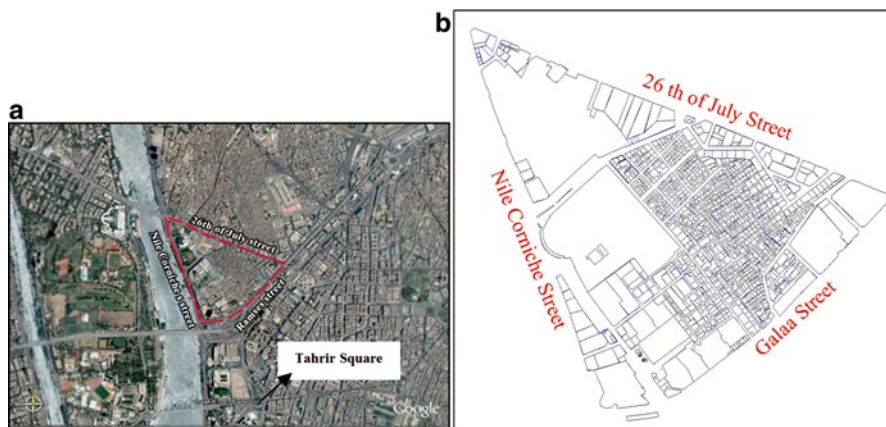 a
26th of July street
Nile Corniche s street
Ramses street
Tahrir Square
Google
b
26 th of July Street
Nile Corniche Street
Galaa Street